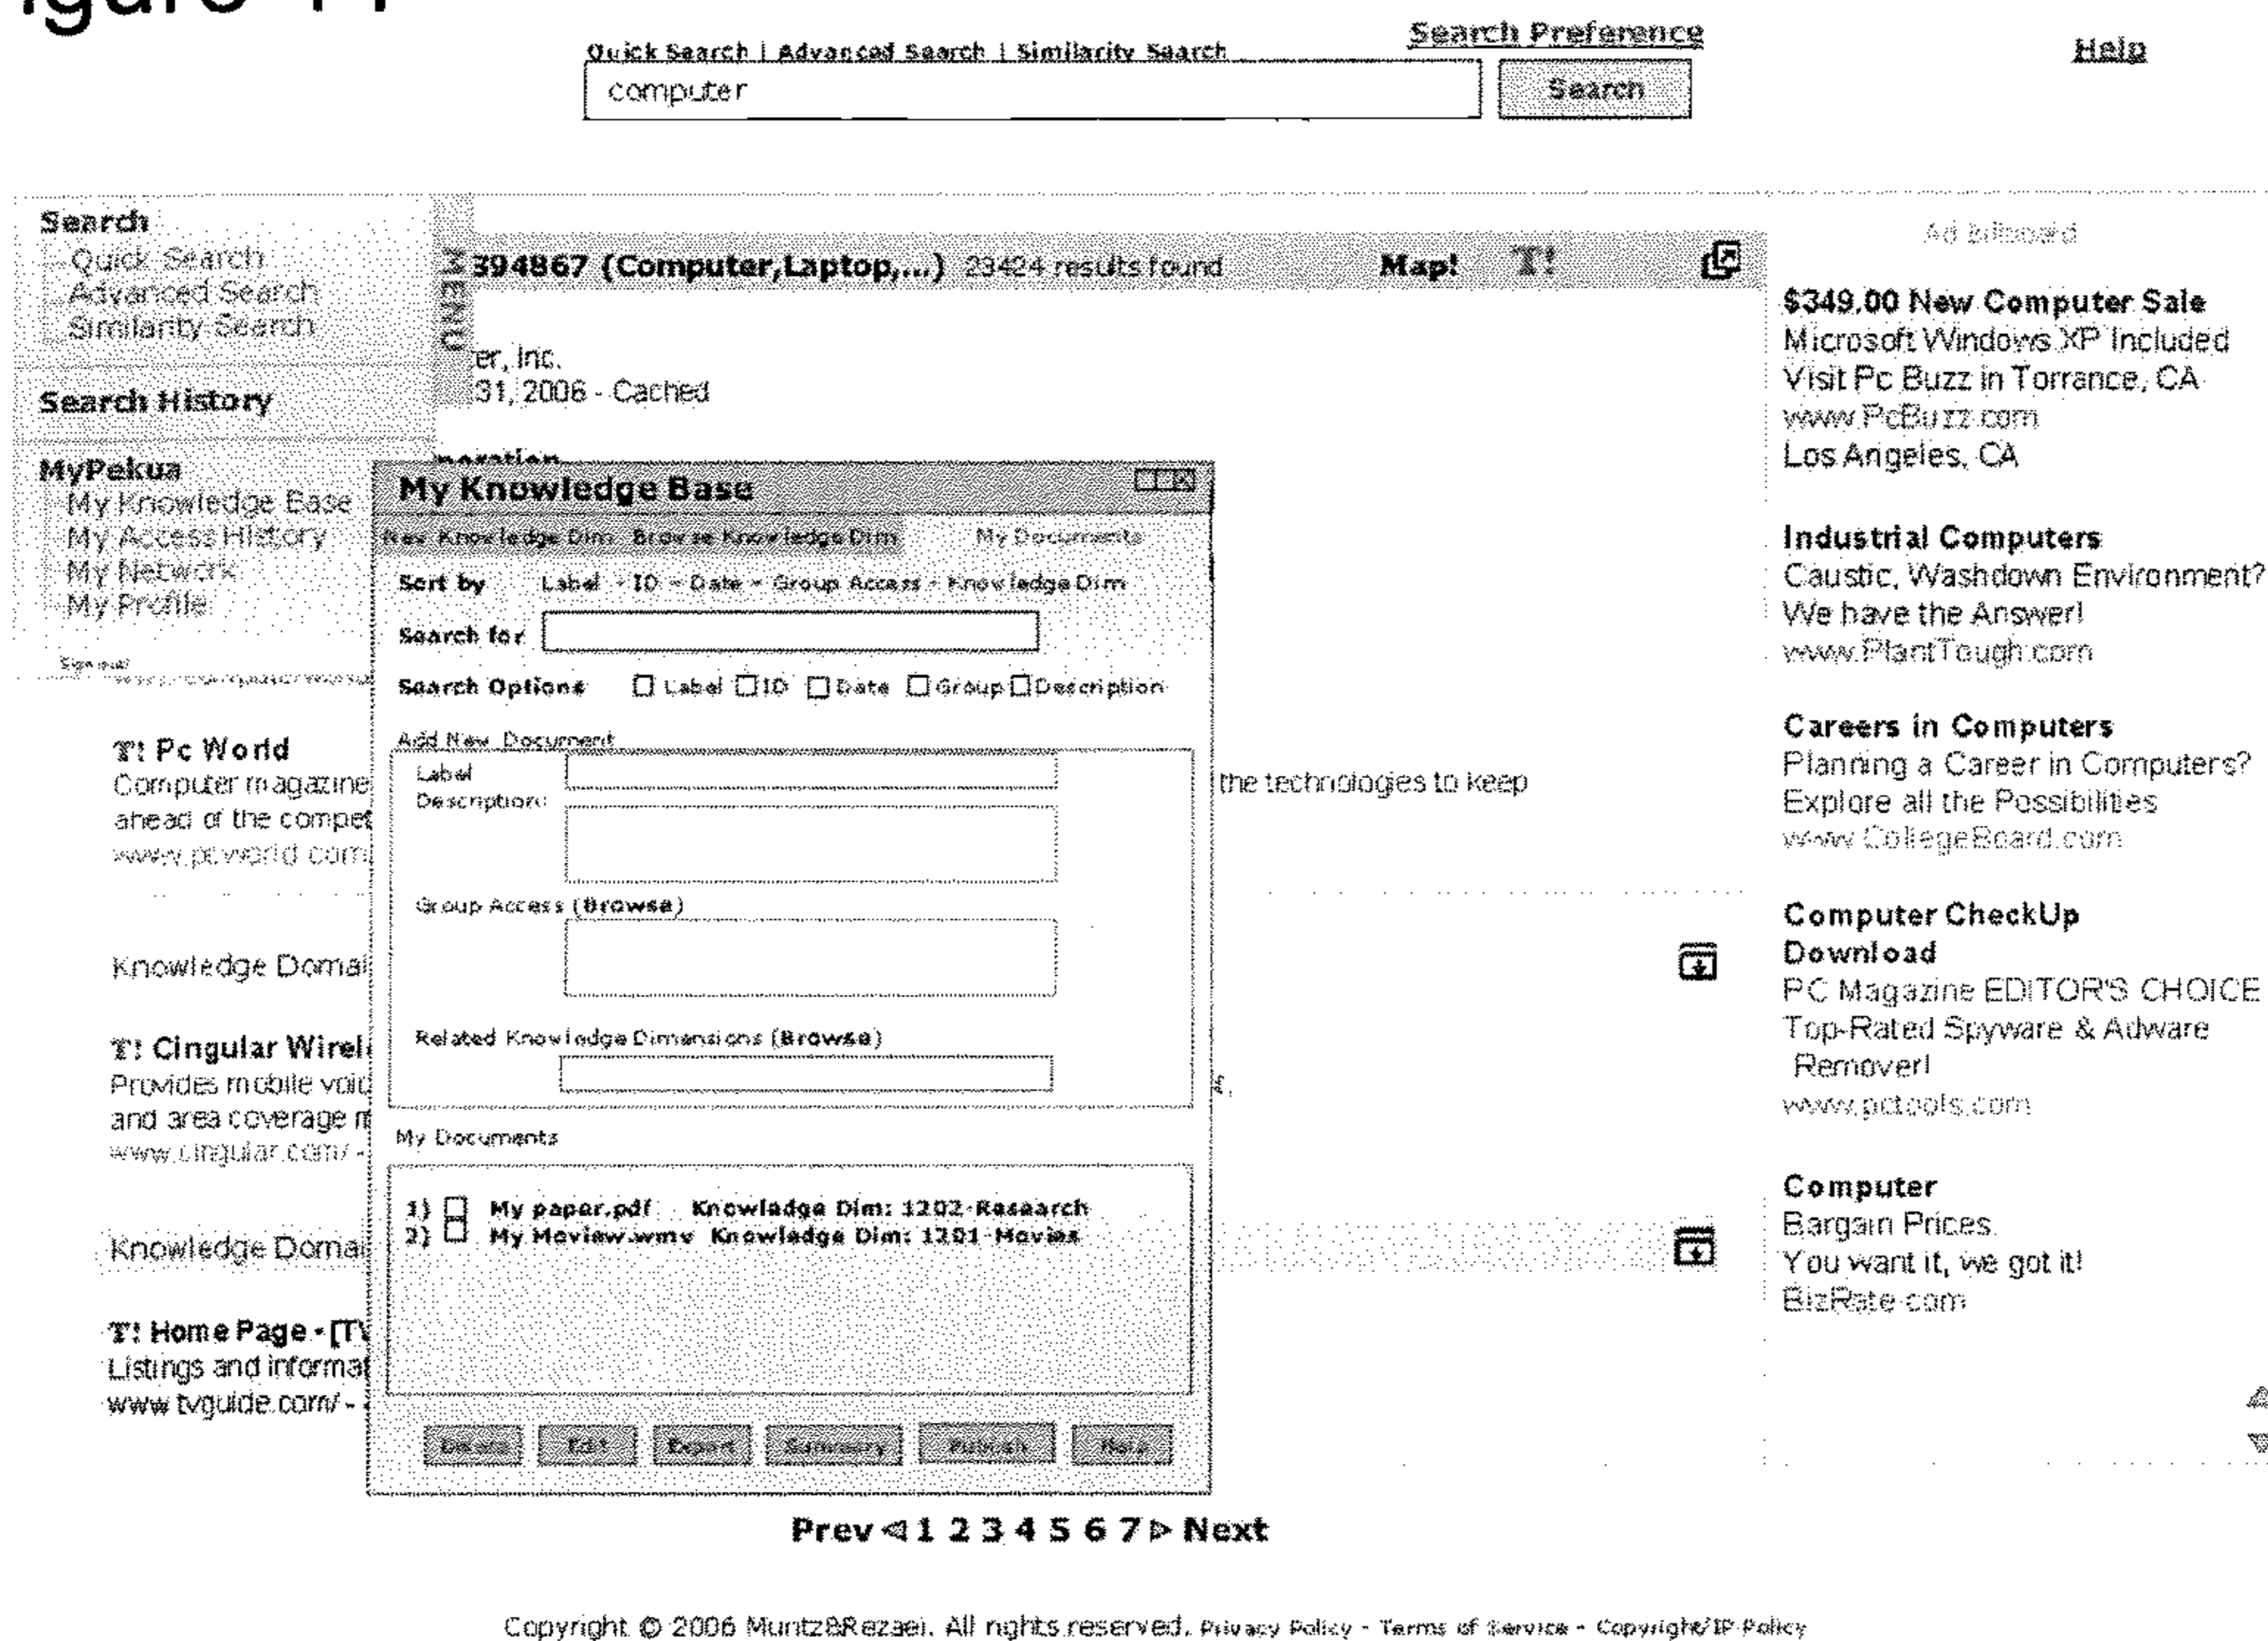 Quick Search | Advanced Search | Similarity Search
Search Preference
Help
computer
Search
Search
Quick Search
Advanced Search
Similarity Search
Search History
MyPekua
My Knowledge Base
My Access History
My Network
My Profile
Sign out
MENU
394867 (Computer,Laptop,...) 23424 results found Map! T!
er, Inc.
31, 2006 - Cached
My Knowledge Base
New Knowledge Dim Browse Knowledge Dim My Documents
Sort by Label - ID - Date - Group Access - Knowledge Dim
Search for
Search Options Label ID Date Group Description
Add New Document
Label
Description:
Group Access (Browse)
Related Knowledge Dimensions (Browse)
My Documents
1) My paper.pdf Knowledge Dim: 1202-Research
2) My Moview.wmv Knowledge Dim: 1201-Movies
Edit Export Summary Publish Help
T! Pc World
Computer magazine
the technologies to keep
ahead of the compet
www.pcworld.com
Knowledge Domai
T! Cingular Wirel
Provides mobile voic
and area coverage
www.cingular.com/ -
Knowledge Domai
T! Home Page - [TV
Listings and informat
www.tvguide.com/ -
Ad billboard
$349.00 New Computer Sale
Microsoft Windows XP Included
Visit Pc Buzz in Torrance, CA
www.PcBuzz.com
Los Angeles, CA
Industrial Computers
Caustic, Washdown Environment?
We have the Answer!
www.PlantTough.com
Careers in Computers
Planning a Career in Computers?
Explore all the Possibilities
www.CollegeBoard.com
Computer CheckUp
Download
PC Magazine EDITOR'S CHOICE
Top-Rated Spyware & Adware
Remover!
www.pctools.com
Computer
Bargain Prices.
You want it, we got it!
BizRate.com
Prev 1 2 3 4 5 6 7 Next
Copyright © 2006 Muntz&Rezaei. All rights reserved. Privacy Policy - Terms of Service - Copyright/IP Policy